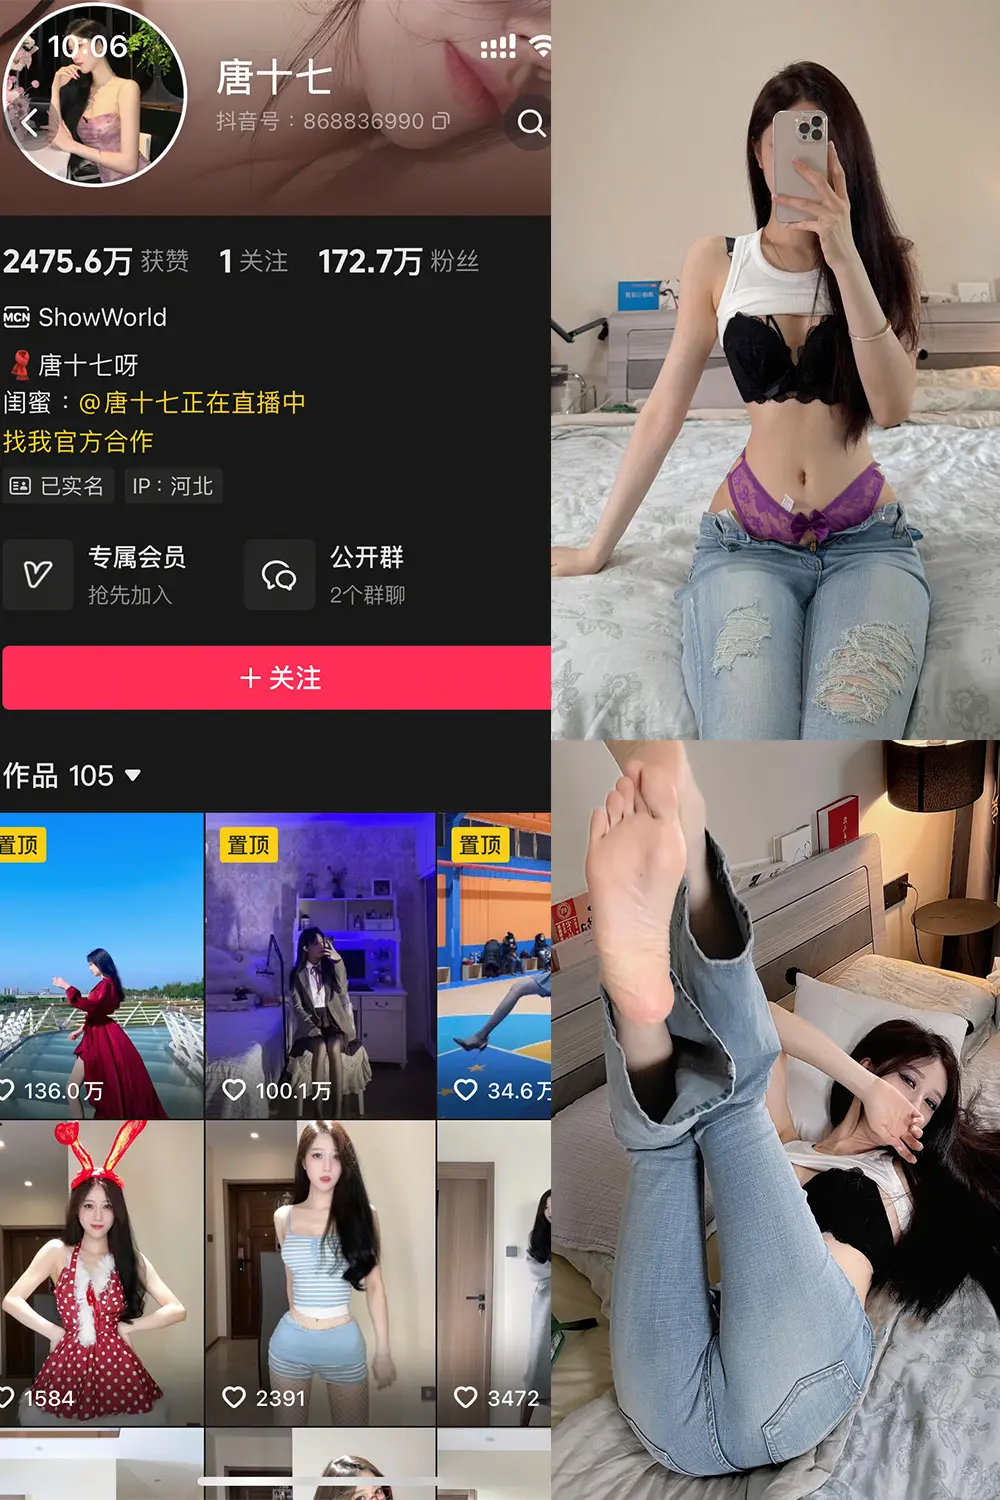 10:06
唐十七
抖音号：868836990
2475.6万 获赞 1 关注 172.7万 粉丝
MCN ShowWorld
唐十七呀
闺蜜：@唐十七正在直播中
找我官方合作
已实名 IP：河北
专属会员 公开群
抢先加入 2个群聊
+ 关注
作品 105
置顶 置顶 置顶
136.0万 100.1万 34.6万
1584 2391 3472